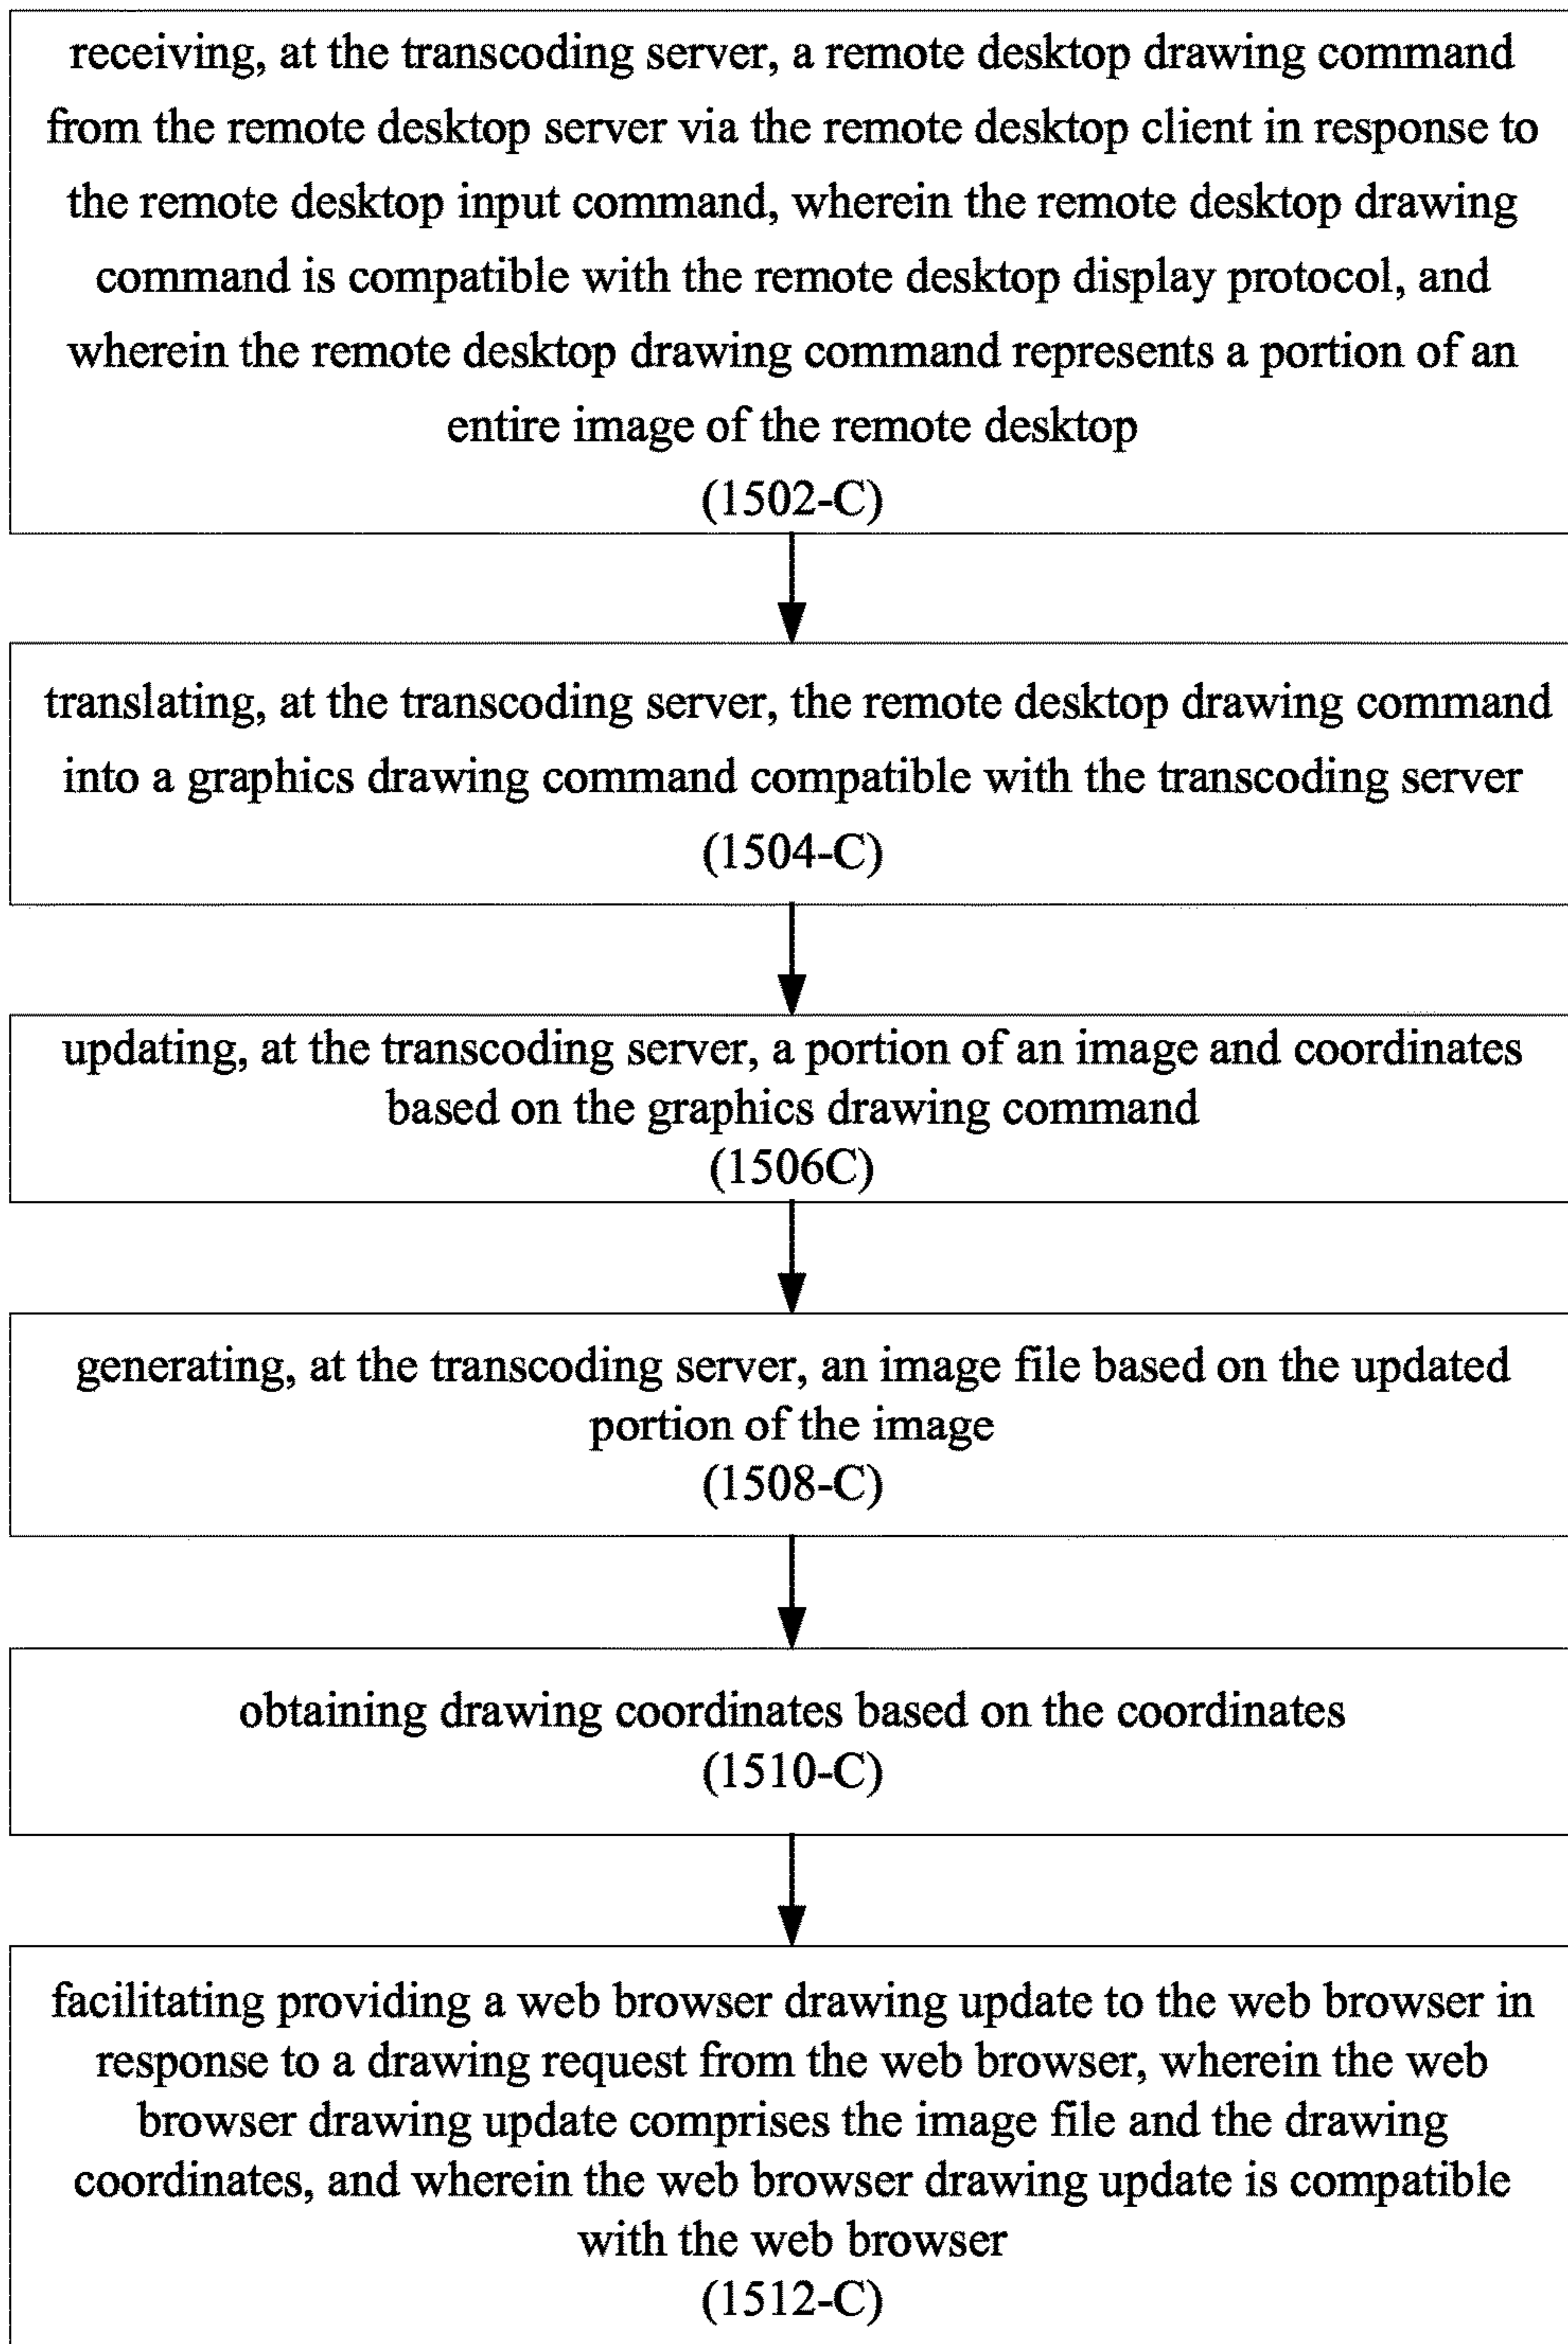 receiving, at the transcoding server, a remote desktop drawing command
from the remote desktop server via the remote desktop client in response to
the remote desktop input command, wherein the remote desktop drawing
command is compatible with the remote desktop display protocol, and
wherein the remote desktop drawing command represents a portion of an
entire image of the remote desktop
(1502-C)
translating, at the transcoding server, the remote desktop drawing command
into a graphics drawing command compatible with the transcoding server
(1504-C)
updating, at the transcoding server, a portion of an image and coordinates
based on the graphics drawing command
(1506C)
generating, at the transcoding server, an image file based on the updated
portion of the image
(1508-C)
obtaining drawing coordinates based on the coordinates
(1510-C)
facilitating providing a web browser drawing update to the web browser in
response to a drawing request from the web browser, wherein the web
browser drawing update comprises the image file and the drawing
coordinates, and wherein the web browser drawing update is compatible
with the web browser
(1512-C)